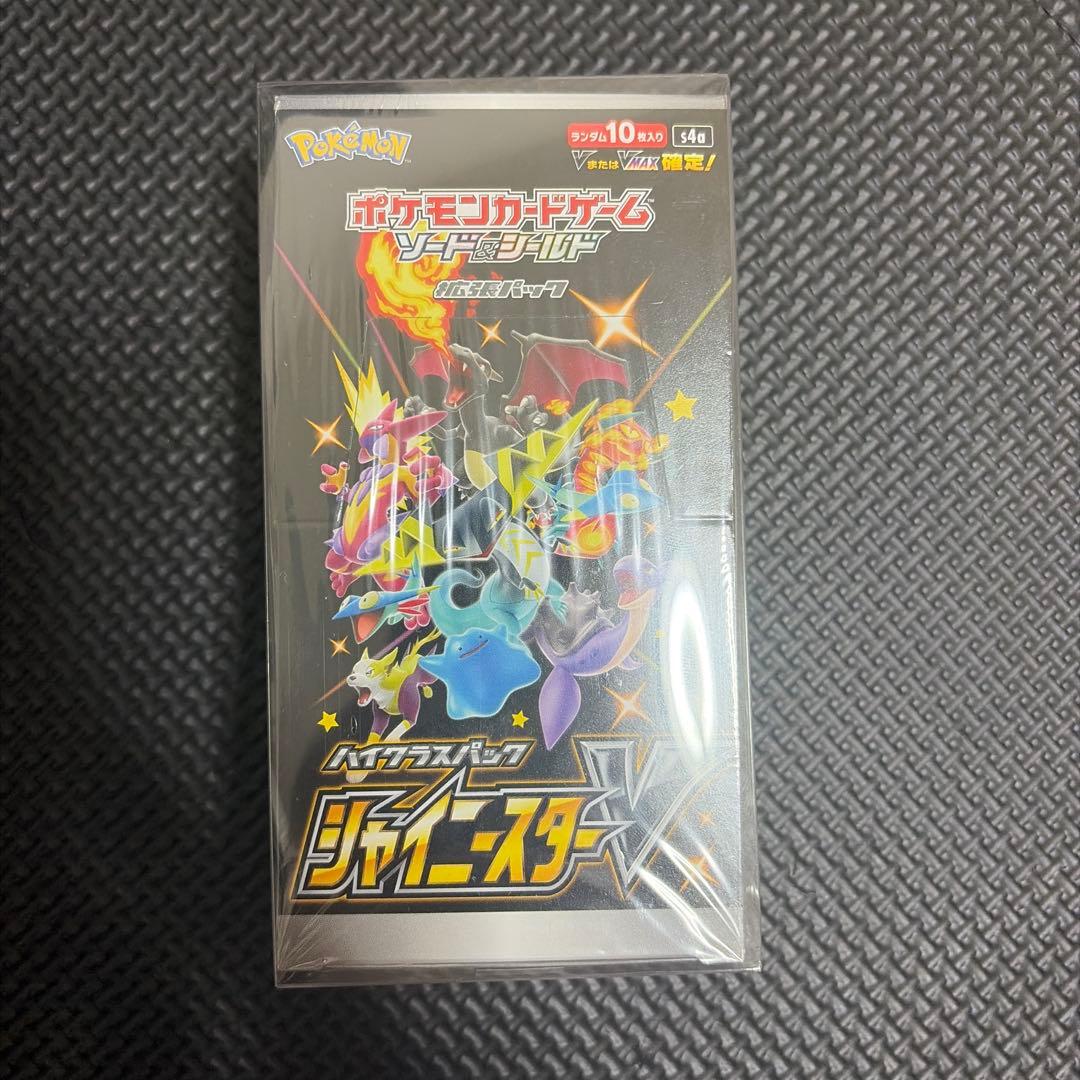 Pokémon
ランダム10枚入り s4a
VまたはVMAX確定!
ポケモンカードゲーム
ソード&シールド
拡張パック
ハイクラスパック
シャイニースターV